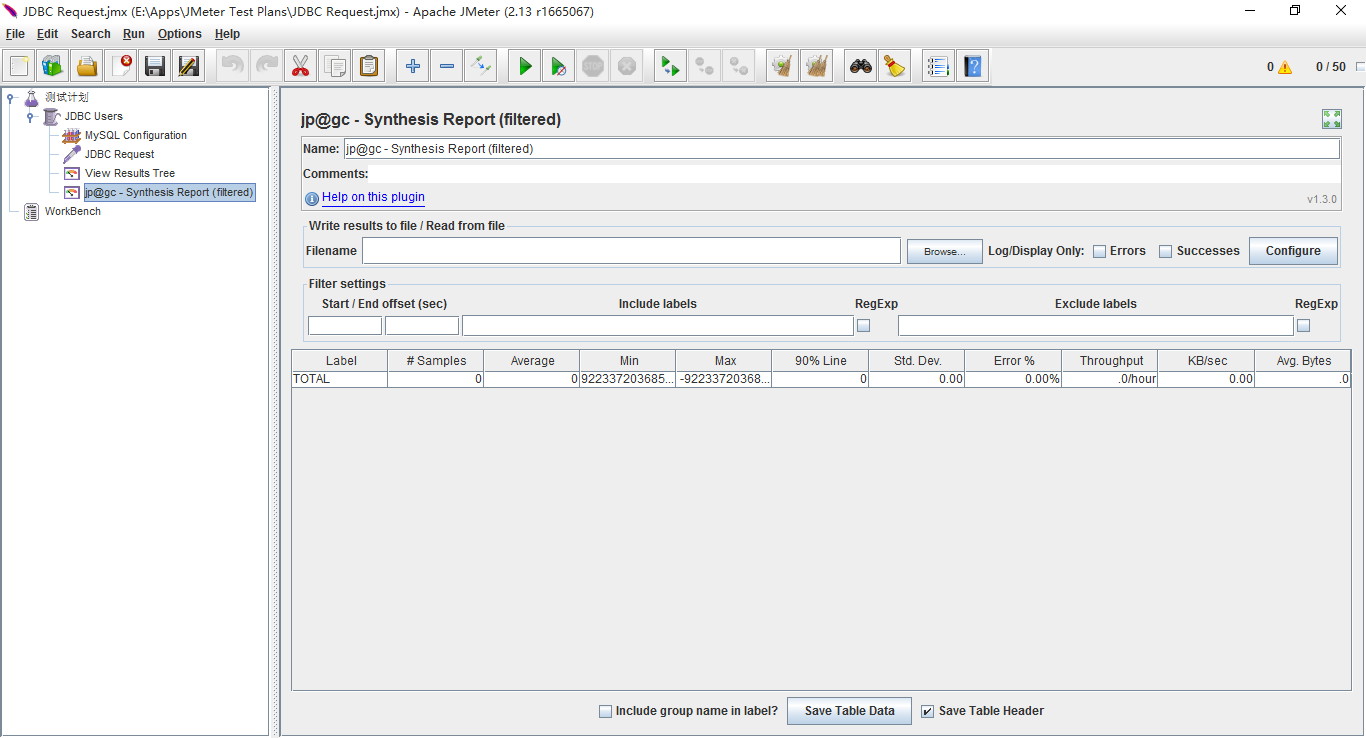 JDBC Request.jmx (E:\Apps\JMeter Test Plans\JDBC Request.jmx) - Apache JMeter (2.13 r1665067)
File Edit Search Run Options Help
STOP
0 0 / 50
测试计划
JDBC Users
MySQL Configuration
JDBC Request
View Results Tree
jp@gc - Synthesis Report (filtered)
WorkBench
jp@gc - Synthesis Report (filtered)
Name: jp@gc - Synthesis Report (filtered)
Comments:
Help on this plugin v1.3.0
Write results to file / Read from file
Filename Browse... Log/Display Only: Errors Successes Configure
Filter settings
Start / End offset (sec) Include labels RegExp Exclude labels RegExp
Label # Samples Average Min Max 90% Line Std. Dev. Error % Throughput KB/sec Avg. Bytes
TOTAL 0 0 922337203685... -92233720368... 0 0.00 0.00% .0/hour 0.00 .0
Include group name in label? Save Table Data Save Table Header